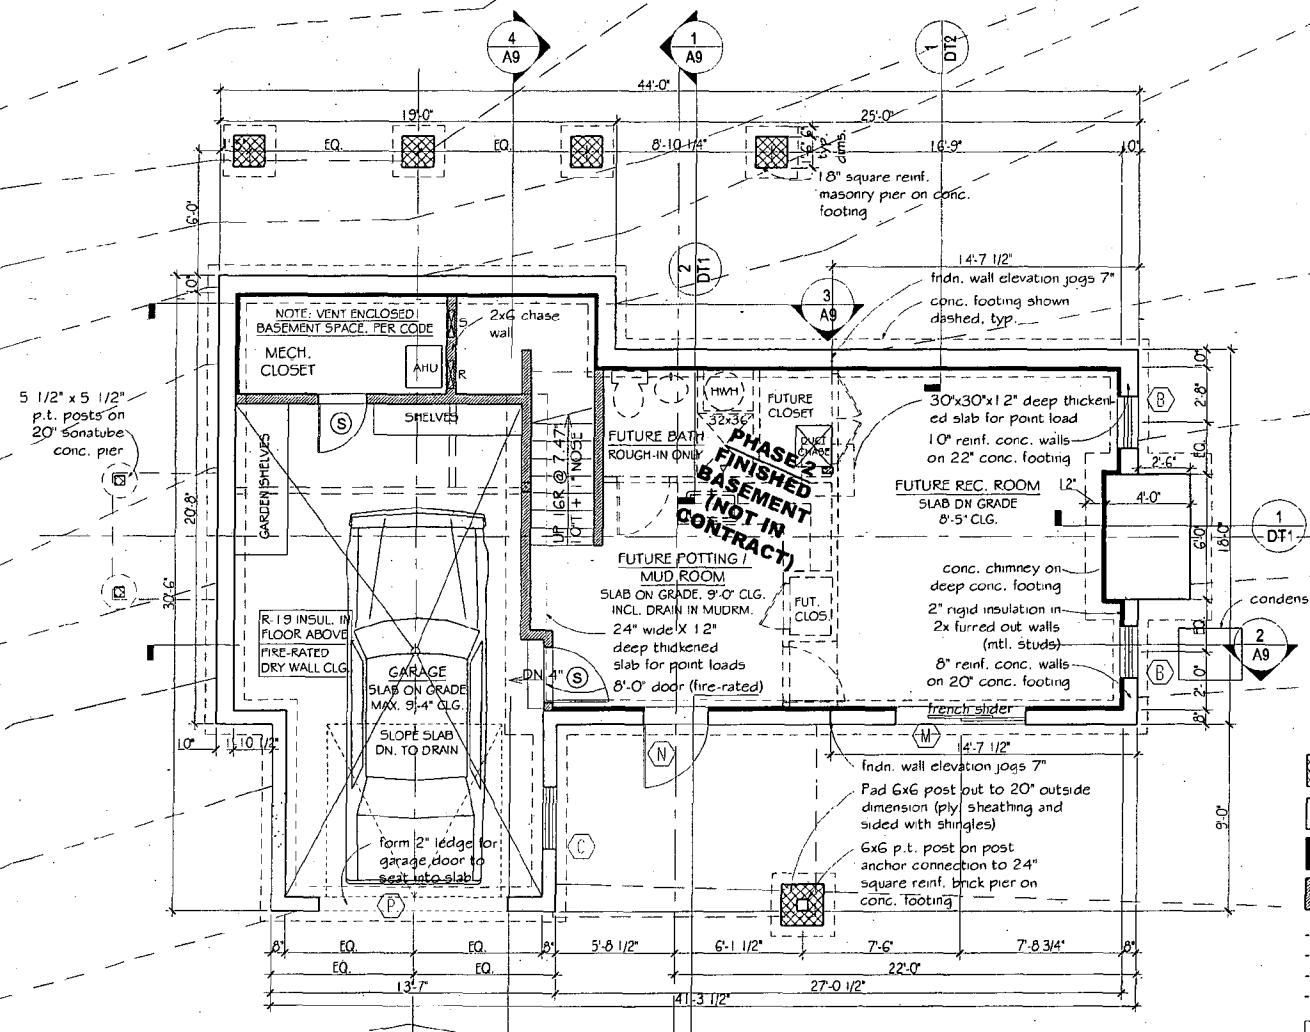 4
A9
1
A9
1
DT2
44'-0"
19'-0"
25'-0"
EQ.
EQ.
8'-10 1/4"
typ.
dims.
16'-9"
10"
18" square reinf.
masonry pier on conc.
footing
6'-0"
10"
2
DT1
14'-7 1/2"
fndn. wall elevation jogs 7"
conc. footing shown
dashed, typ.
3
A9
NOTE: VENT ENCLOSED
BASEMENT SPACE, PER CODE
MECH.
CLOSET
AHU
S
R
2x6 chase
wall
SHELVES
S
5 1/2" x 5 1/2"
p.t. posts on
20" sonatube
conc. pier
GARDEN SHELVES
20'-8"
30'-6"
UP 16R @ 7.47"
10"T + 1" NOSE
HWH
32x36
FUTURE BATH
ROUGH-IN ONLY
FUTURE
CLOSET
DUCT
CHASE
PHASE 2
FINISHED
BASEMENT
(NOT IN
CONTRACT)
30"x30"x12" deep thicken-
ed slab for point load
10" reinf. conc. walls
on 22" conc. footing
FUTURE REC. ROOM
SLAB ON GRADE
8'-5" CLG.
B
10"
2'-8"
EQ.
2'-6"
12"
4'-0"
6'-0"
18'-0"
1
DT1
FUTURE POTTING /
MUD ROOM
SLAB ON GRADE, 9'-0" CLG.
INCL. DRAIN IN MUDRM.
24" wide X 12"
deep thickened
slab for point loads
8'-0" door (fire-rated)
FUT.
CLOS.
conc. chimney on
deep conc. footing
2" rigid insulation in
2x furred out walls
(mtl. studs)
8" reinf. conc. walls
on 20" conc. footing
condens
EQ.
2
A9
B
2'-0"
8"
R-19 INSUL. IN
FLOOR ABOVE
FIRE-RATED
DRY WALL CLG.
GARAGE
SLAB ON GRADE
MAX. 9'-4" CLG.
SLOPE SLAB
DN. TO DRAIN
DN 4"
S
french slider
N
M
10"
1'-10 1/2"
14'-7 1/2"
fndn. wall elevation jogs 7"
Pad 6x6 post out to 20" outside
dimension (ply. sheathing and
sided with shingles)
6x6 p.t. post on post
anchor connection to 24"
square reinf. brick pier on
conc. footing
9'-0"
form 2" ledge for
garage door to
seat into slab
C
P
8"
EQ.
EQ.
8"
5'-8 1/2"
6'-1 1/2"
7'-6"
7'-8 3/4"
8"
EQ.
EQ.
22'-0"
13'-7"
27'-0 1/2"
41'-3 1/2"